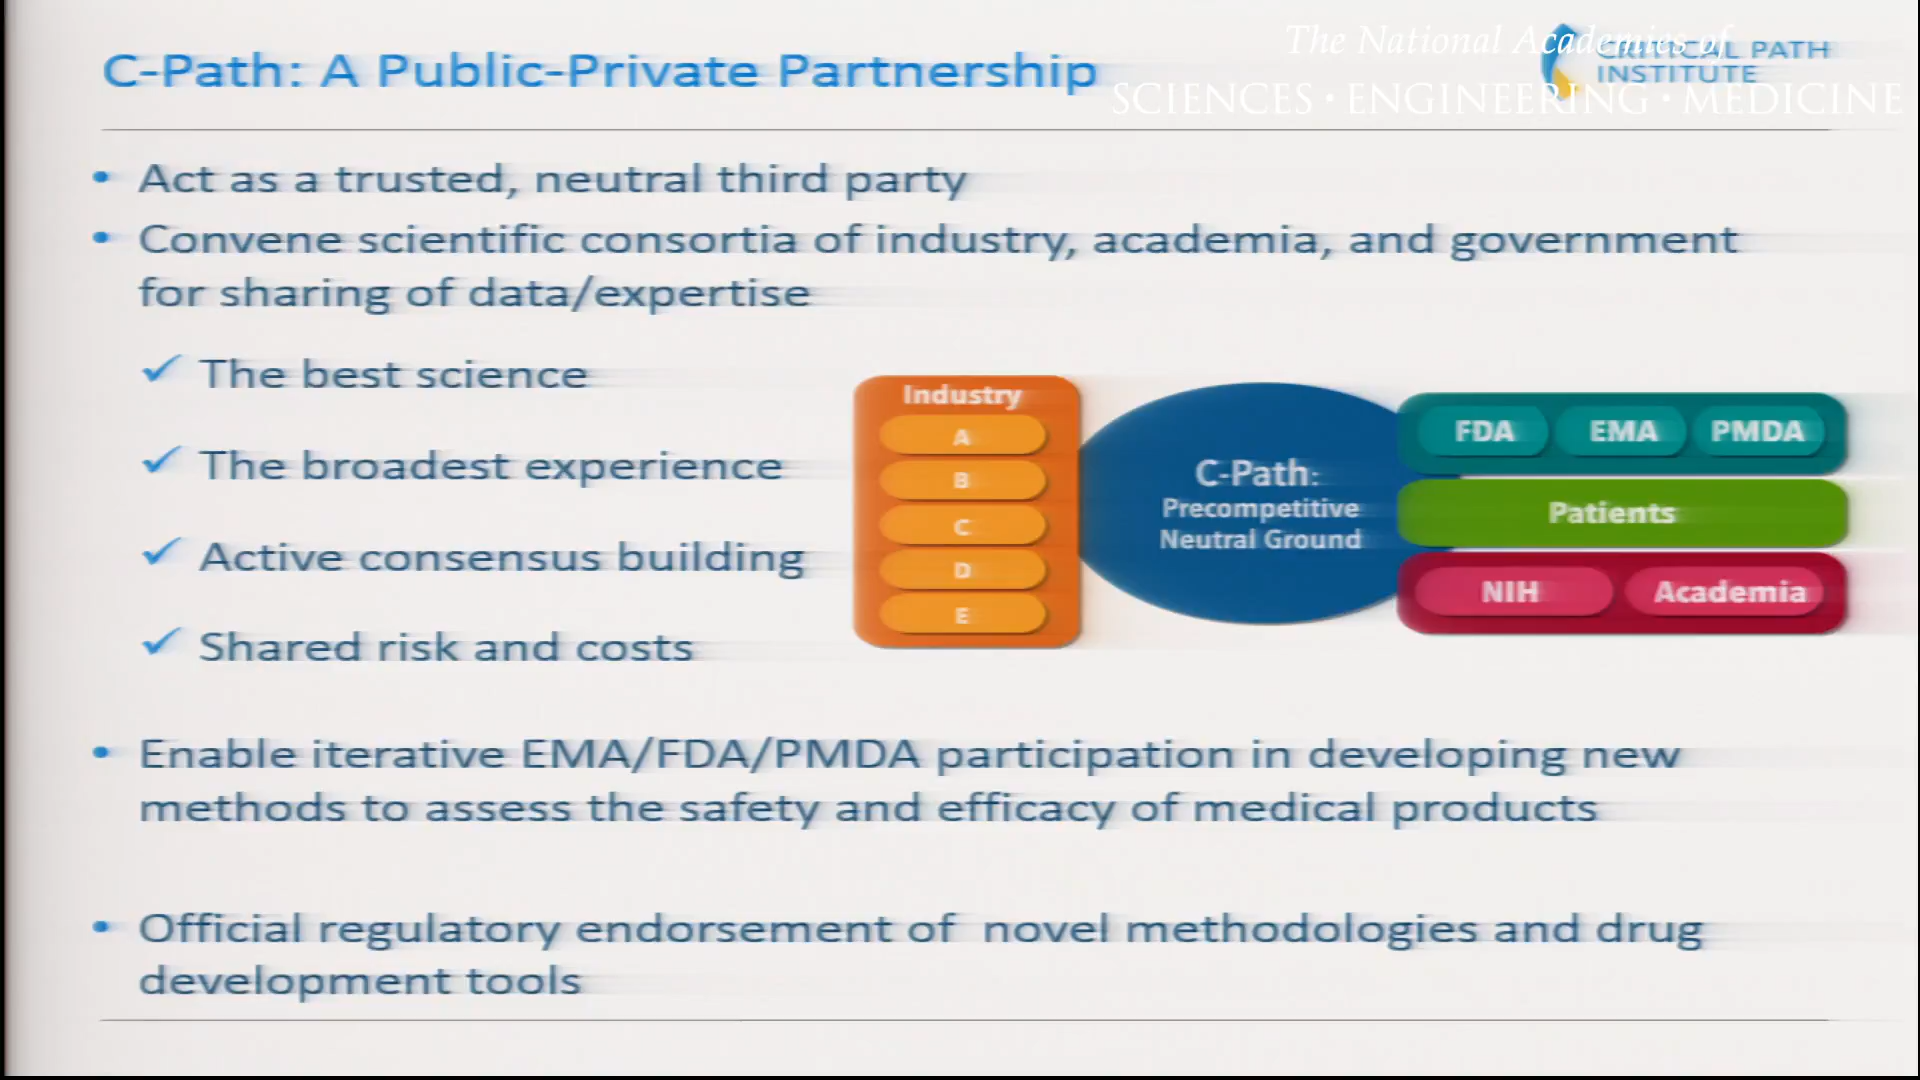 The National Academies of
SCIENCES • ENGINEERING • MEDICINE
CRITICAL PATH
INSTITUTE
C-Path: A Public-Private Partnership
• Act as a trusted, neutral third party
• Convene scientific consortia of industry, academia, and government
for sharing of data/expertise
✓ The best science
✓ The broadest experience
✓ Active consensus building
✓ Shared risk and costs
Industry
A
B
C
D
E
C-Path:
Precompetitive
Neutral Ground
FDA EMA PMDA
Patients
NIH Academia
• Enable iterative EMA/FDA/PMDA participation in developing new
methods to assess the safety and efficacy of medical products
• Official regulatory endorsement of novel methodologies and drug
development tools